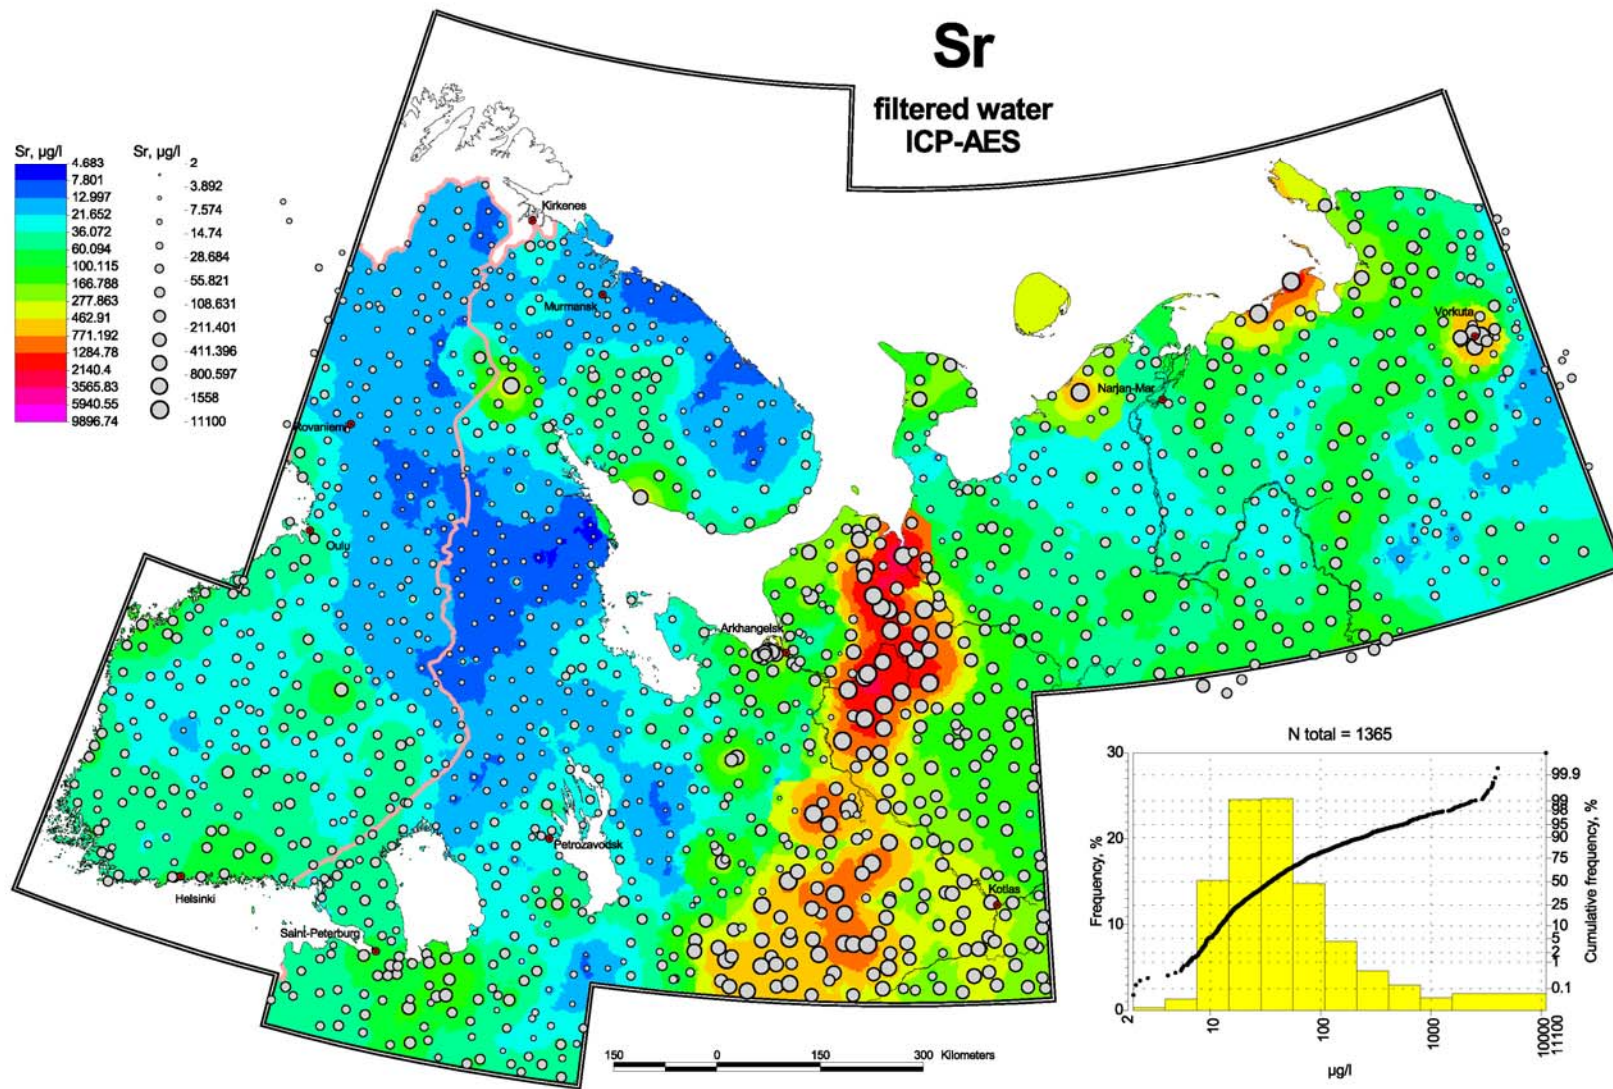 Sr
filtered water
ICP-AES
Sr, µg/l
4.683
7.801
12.997
21.652
36.072
60.094
100.115
166.788
277.863
462.91
771.192
1284.78
2140.4
3565.83
5940.55
9896.74
Sr, µg/l
2
3.892
7.574
14.74
28.684
55.821
108.631
211.401
411.396
800.597
1558
11100
Kirkenes
Murmansk
Vorkuta
Narjan-Mar
Rovaniemi
Oulu
Arkhangelsk
Petrozavodsk
Kotlas
Helsinki
Saint-Peterburg
150 0 150 300 Kilometers
N total = 1365
30
20
10
0
Frequency, %
99.9
99
98
95
90
75
50
25
10
5
2
1
0.1
Cumulative frequency, %
2
10
100
1000
10000
11100
µg/l